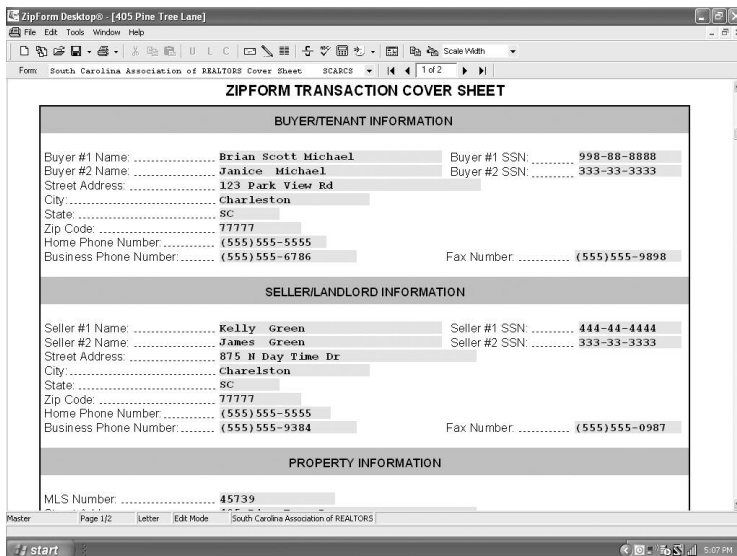 ZipForm Desktop® - [405 Pine Tree Lane]
File Edit Tools Window Help
U L C Scale Width
Form: South Carolina Association of REALTORS Cover Sheet SCARCS 1 of 2
ZIPFORM TRANSACTION COVER SHEET
BUYER/TENANT INFORMATION
Buyer #1 Name: Brian Scott Michael Buyer #1 SSN: 998-88-8888
Buyer #2 Name: Janice Michael Buyer #2 SSN: 333-33-3333
Street Address: 123 Park View Rd
City: Charleston
State: SC
Zip Code: 77777
Home Phone Number: (555)555-5555
Business Phone Number: (555)555-6786 Fax Number: (555)555-9898
SELLER/LANDLORD INFORMATION
Seller #1 Name: Kelly Green Seller #1 SSN: 444-44-4444
Seller #2 Name: James Green Seller #2 SSN: 333-33-3333
Street Address: 875 N Day Time Dr
City: Charelston
State: SC
Zip Code: 77777
Home Phone Number: (555)555-5555
Business Phone Number: (555)555-9384 Fax Number: (555)555-0987
PROPERTY INFORMATION
MLS Number: 45739
Master Page 1/2 Letter Edit Mode South Carolina Association of REALTORS
start 5:07 PM